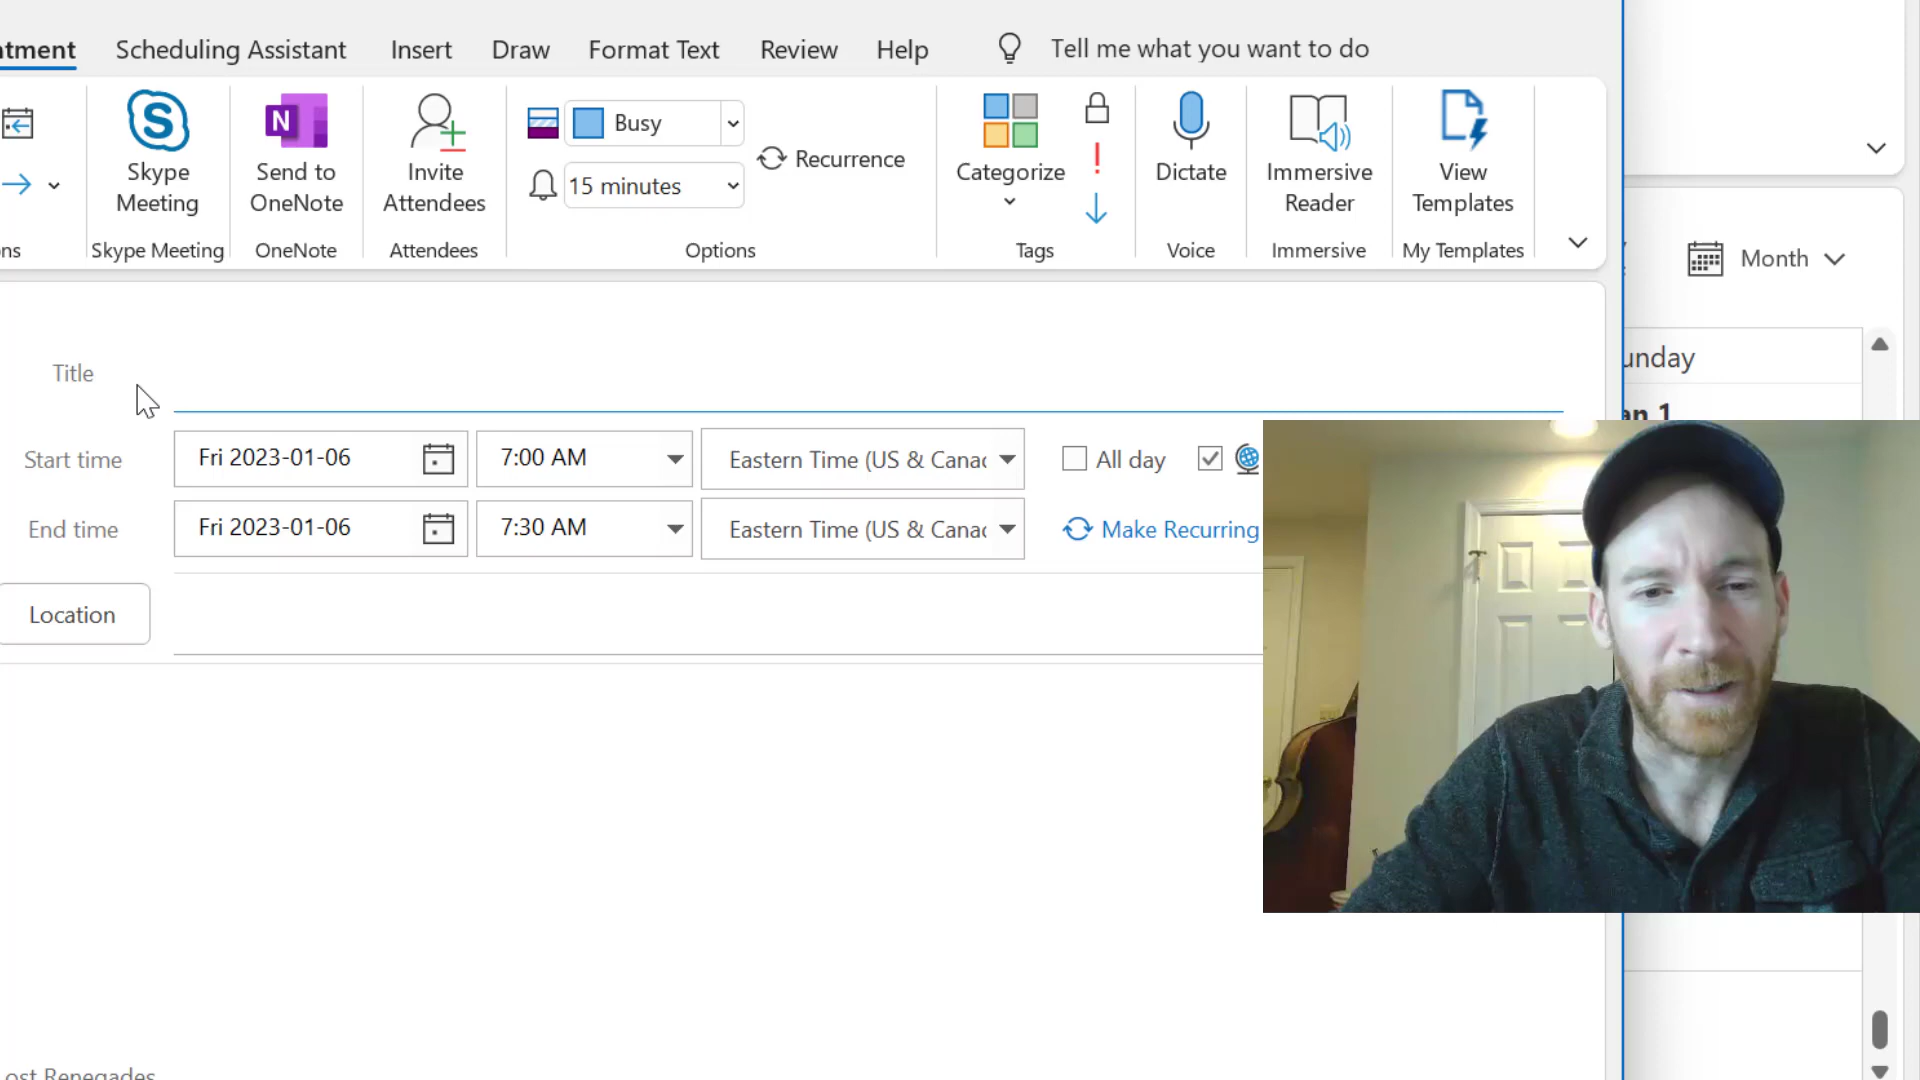 tment Scheduling Assistant Insert Draw Format Text Review Help Tell me what you want to do
Skype Meeting
Send to OneNote
Invite Attendees
Busy
15 minutes
Recurrence
Categorize
Dictate
Immersive Reader
View Templates
ns Skype Meeting OneNote Attendees Options Tags Voice Immersive My Templates
Month
Title
unday
an 1
Start time Fri 2023-01-06 7:00 AM Eastern Time (US & Canac All day
End time Fri 2023-01-06 7:30 AM Eastern Time (US & Canac Make Recurring
Location
ost Renegades